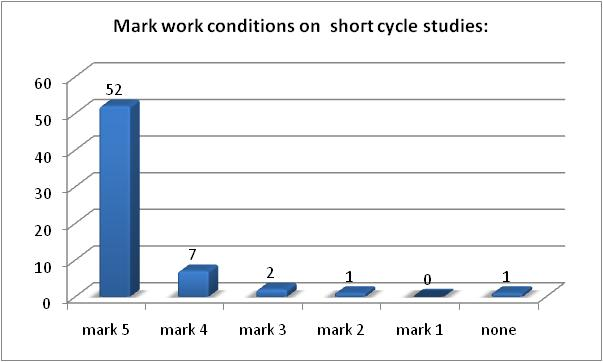 Mark work conditions on  short cycle studies:
60
50
40
30
20
10
0
52
7
2
1
0
1
mark 5
mark 4
mark 3
mark 2
mark 1
none